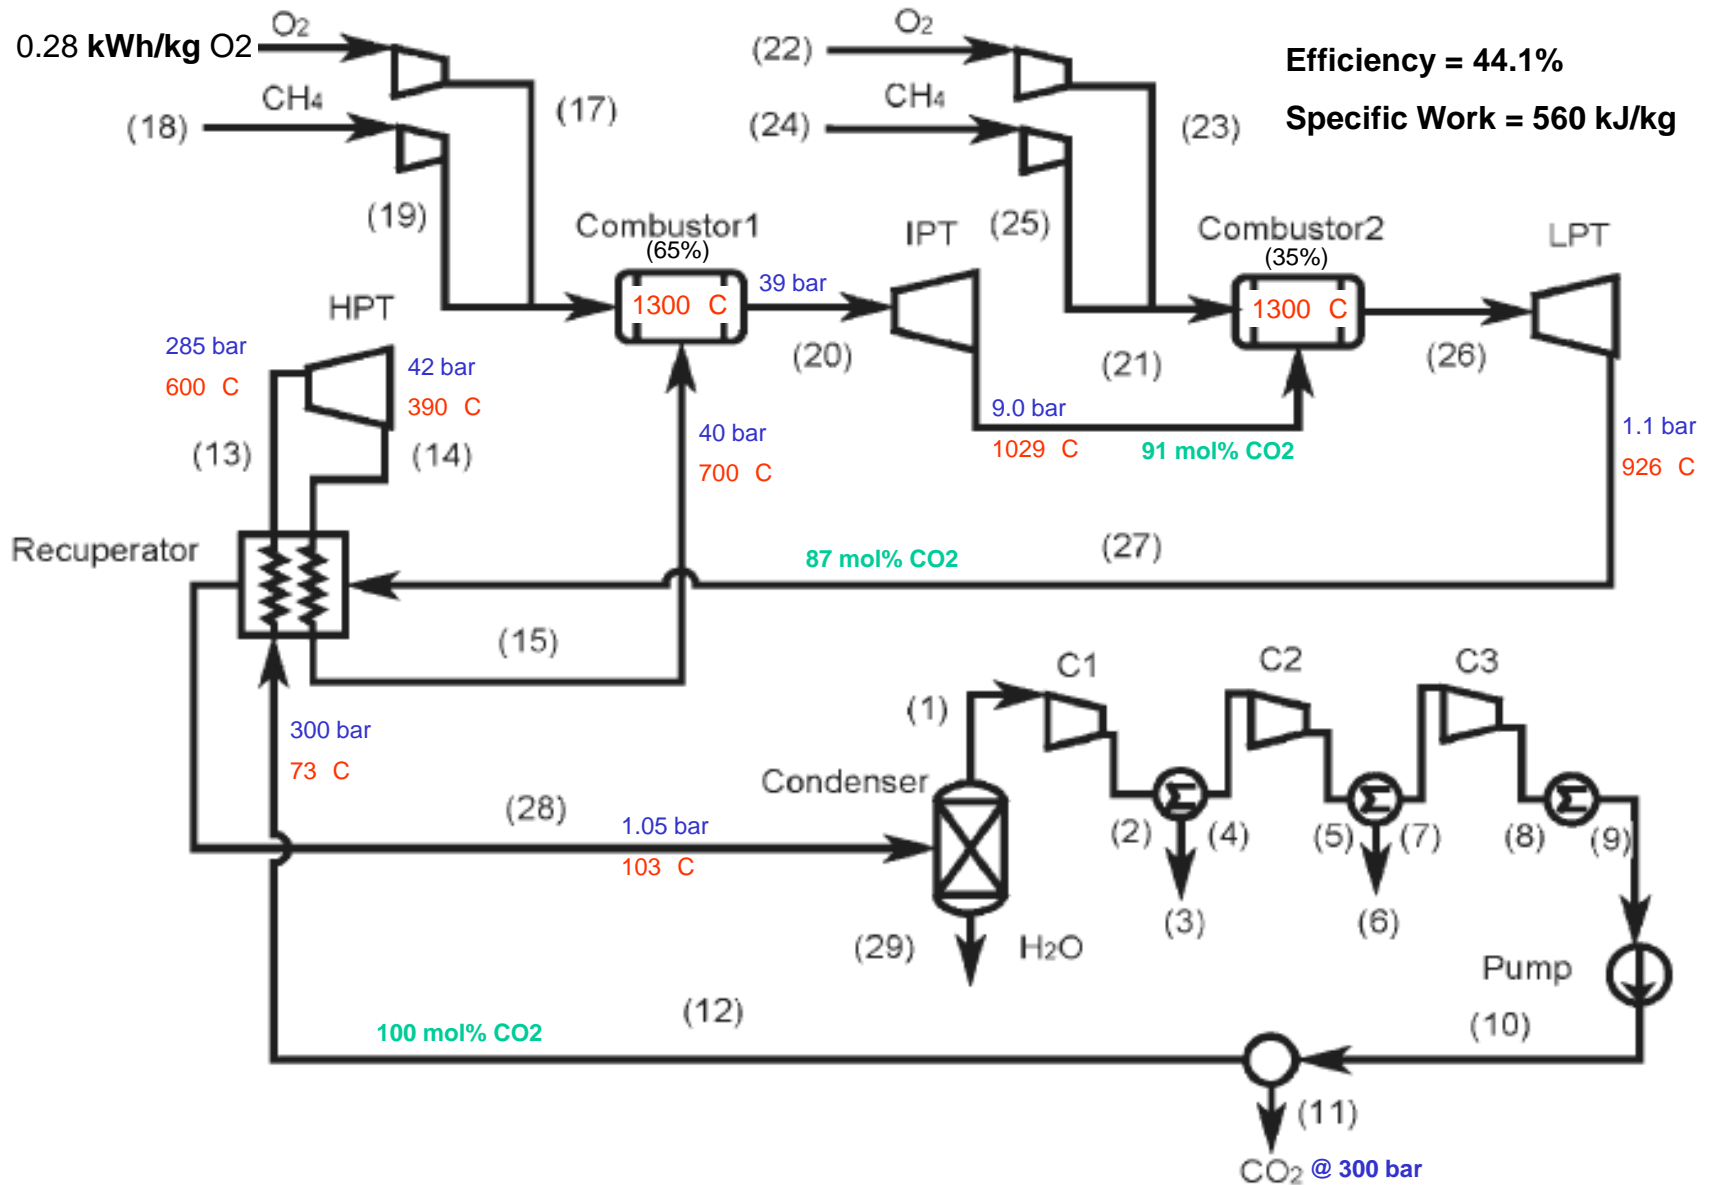 O2
0.28 kWh/kg O2
CH4
(18)
(17)
(19)
O2
(22)
CH4
(24)
(23)
(25)
Efficiency = 44.1%
Specific Work = 560 kJ/kg
Combustor1
(65%)
1300 C
39 bar
(20)
IPT
Combustor2
(35%)
1300 C
(21)
(26)
LPT
HPT
285 bar
600 C
42 bar
390 C
(13)
(14)
40 bar
700 C
9.0 bar
1029 C
91 mol% CO2
1.1 bar
926 C
Recuperator
87 mol% CO2
(27)
(15)
300 bar
73 C
(28)
1.05 bar
103 C
(1)
Condenser
C1
C2
C3
(2)
(4)
(5)
(7)
(8)
(9)
Σ
Σ
Σ
(3)
(6)
(29)
H2O
Pump
(10)
(12)
100 mol% CO2
(11)
CO2 @ 300 bar